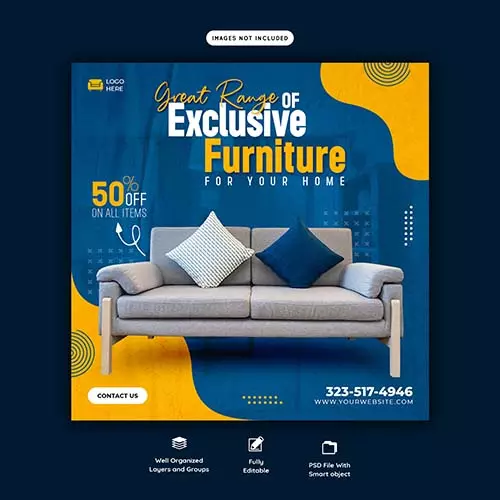 IMAGES NOT INCLUDED
LOGO
HERE
Great Range OF
Exclusive
Furniture
FOR YOUR HOME
50% OFF
ON ALL ITEMS
CONTACT US
323-517-4946
WWW.YOURWEBSITE.COM
Well Organized
Layers and Groups
Fully
Editable
PSD File With
Smart object